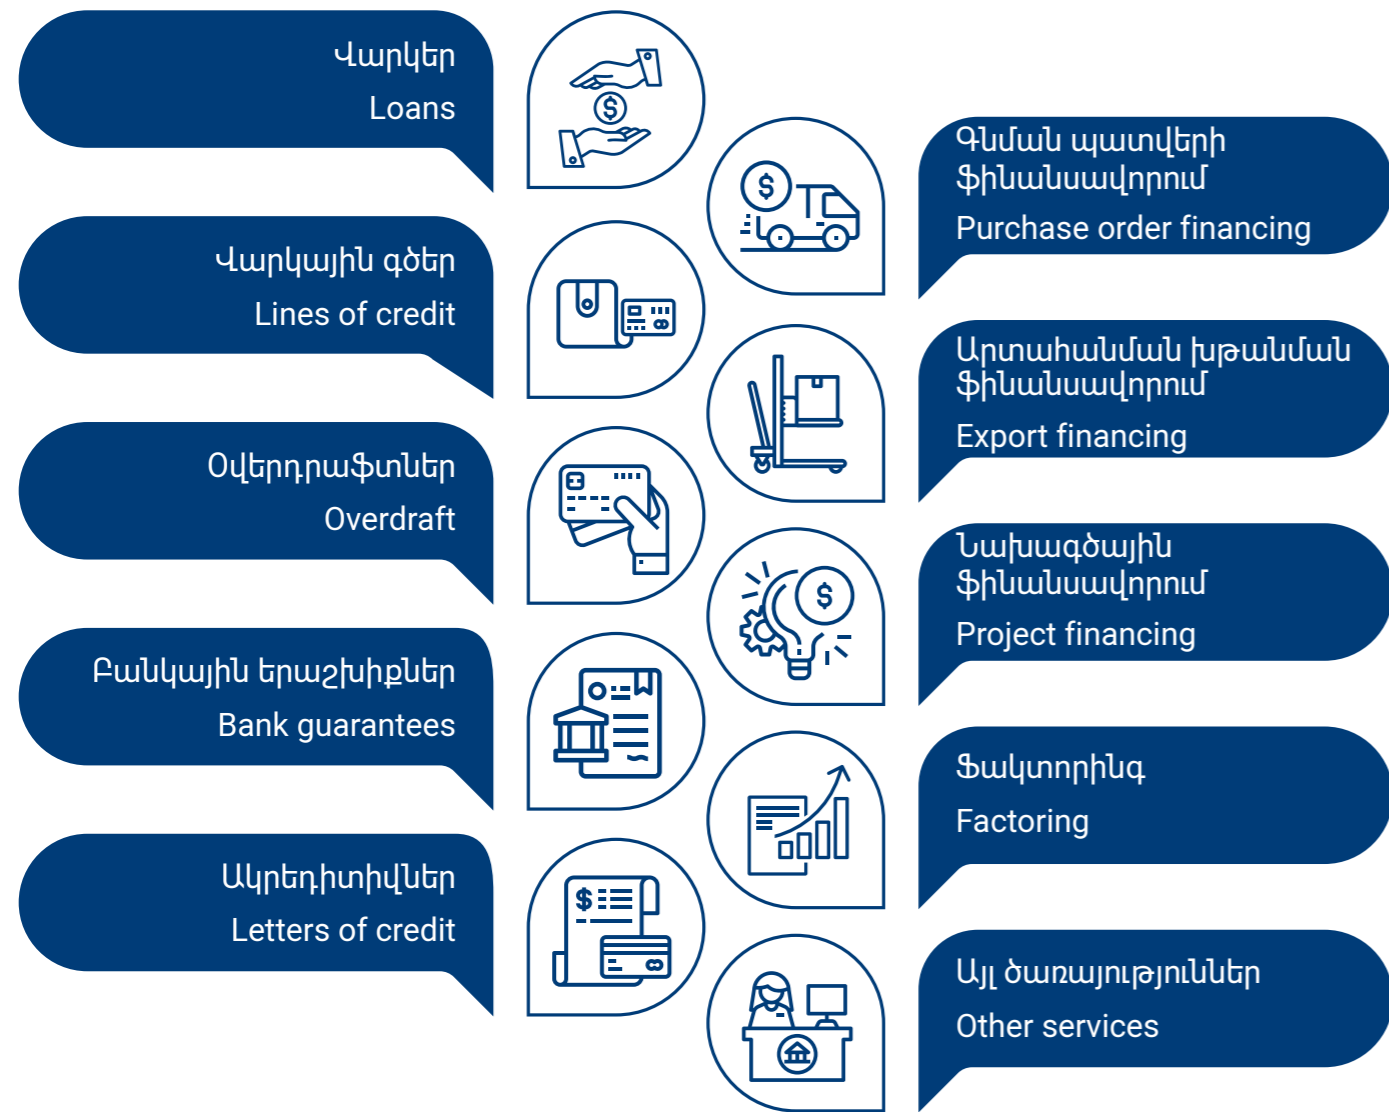 Վարկեր
Loans
Վարկային գծեր
Lines of credit
Օվերդրաֆտներ
Overdraft
Բանկային երաշխիքներ
Bank guarantees
Ակրեդիտիվներ
Letters of credit
Գնման պատվերի
ֆինանսավորում
Purchase order financing
Արտահանման խթանման
ֆինանսավորում
Export financing
Նախագծային
ֆինանսավորում
Project financing
Ֆակտորինգ
Factoring
Այլ ծառայություններ
Other services